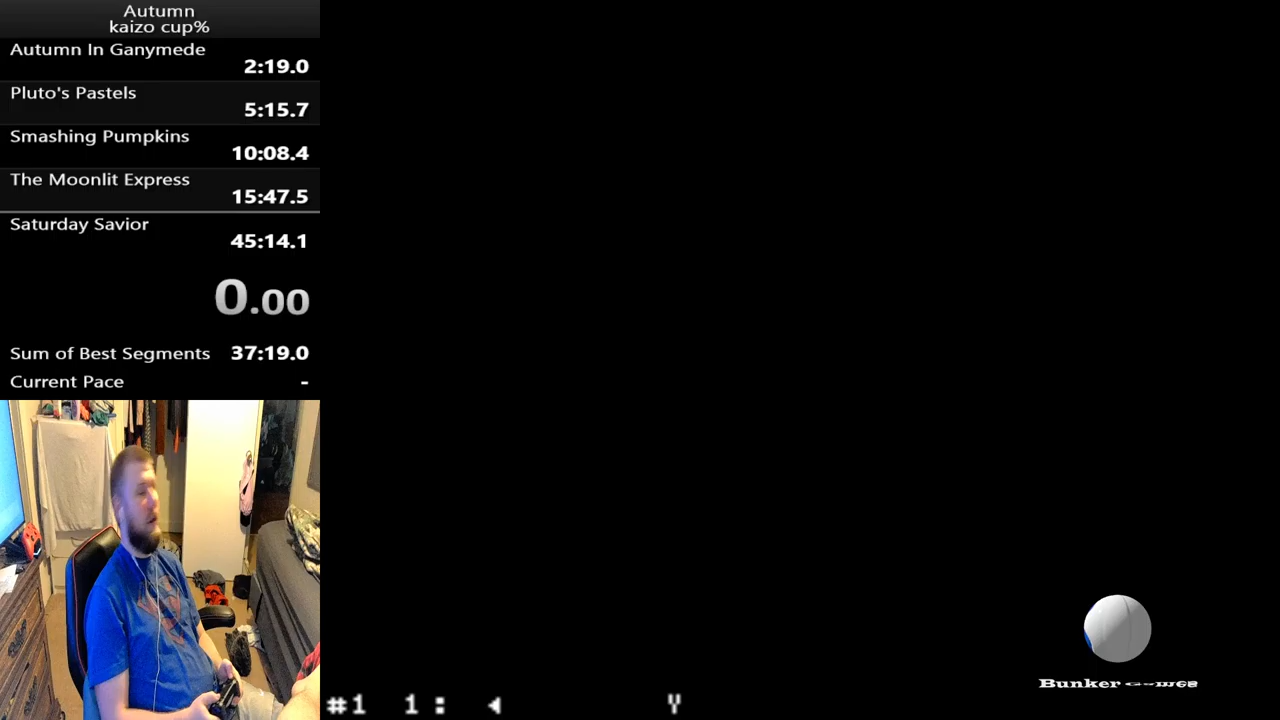 Autumn
kaizo cup%
Autumn In Ganymede
2:19.0
Pluto's Pastels
5:15.7
Smashing Pumpkins
10:08.4
The Moonlit Express
15:47.5
Saturday Savior
45:14.1
0.00
Sum of Best Segments 37:19.0
Current Pace -
Bunker Games
#1 1: ◄ Y